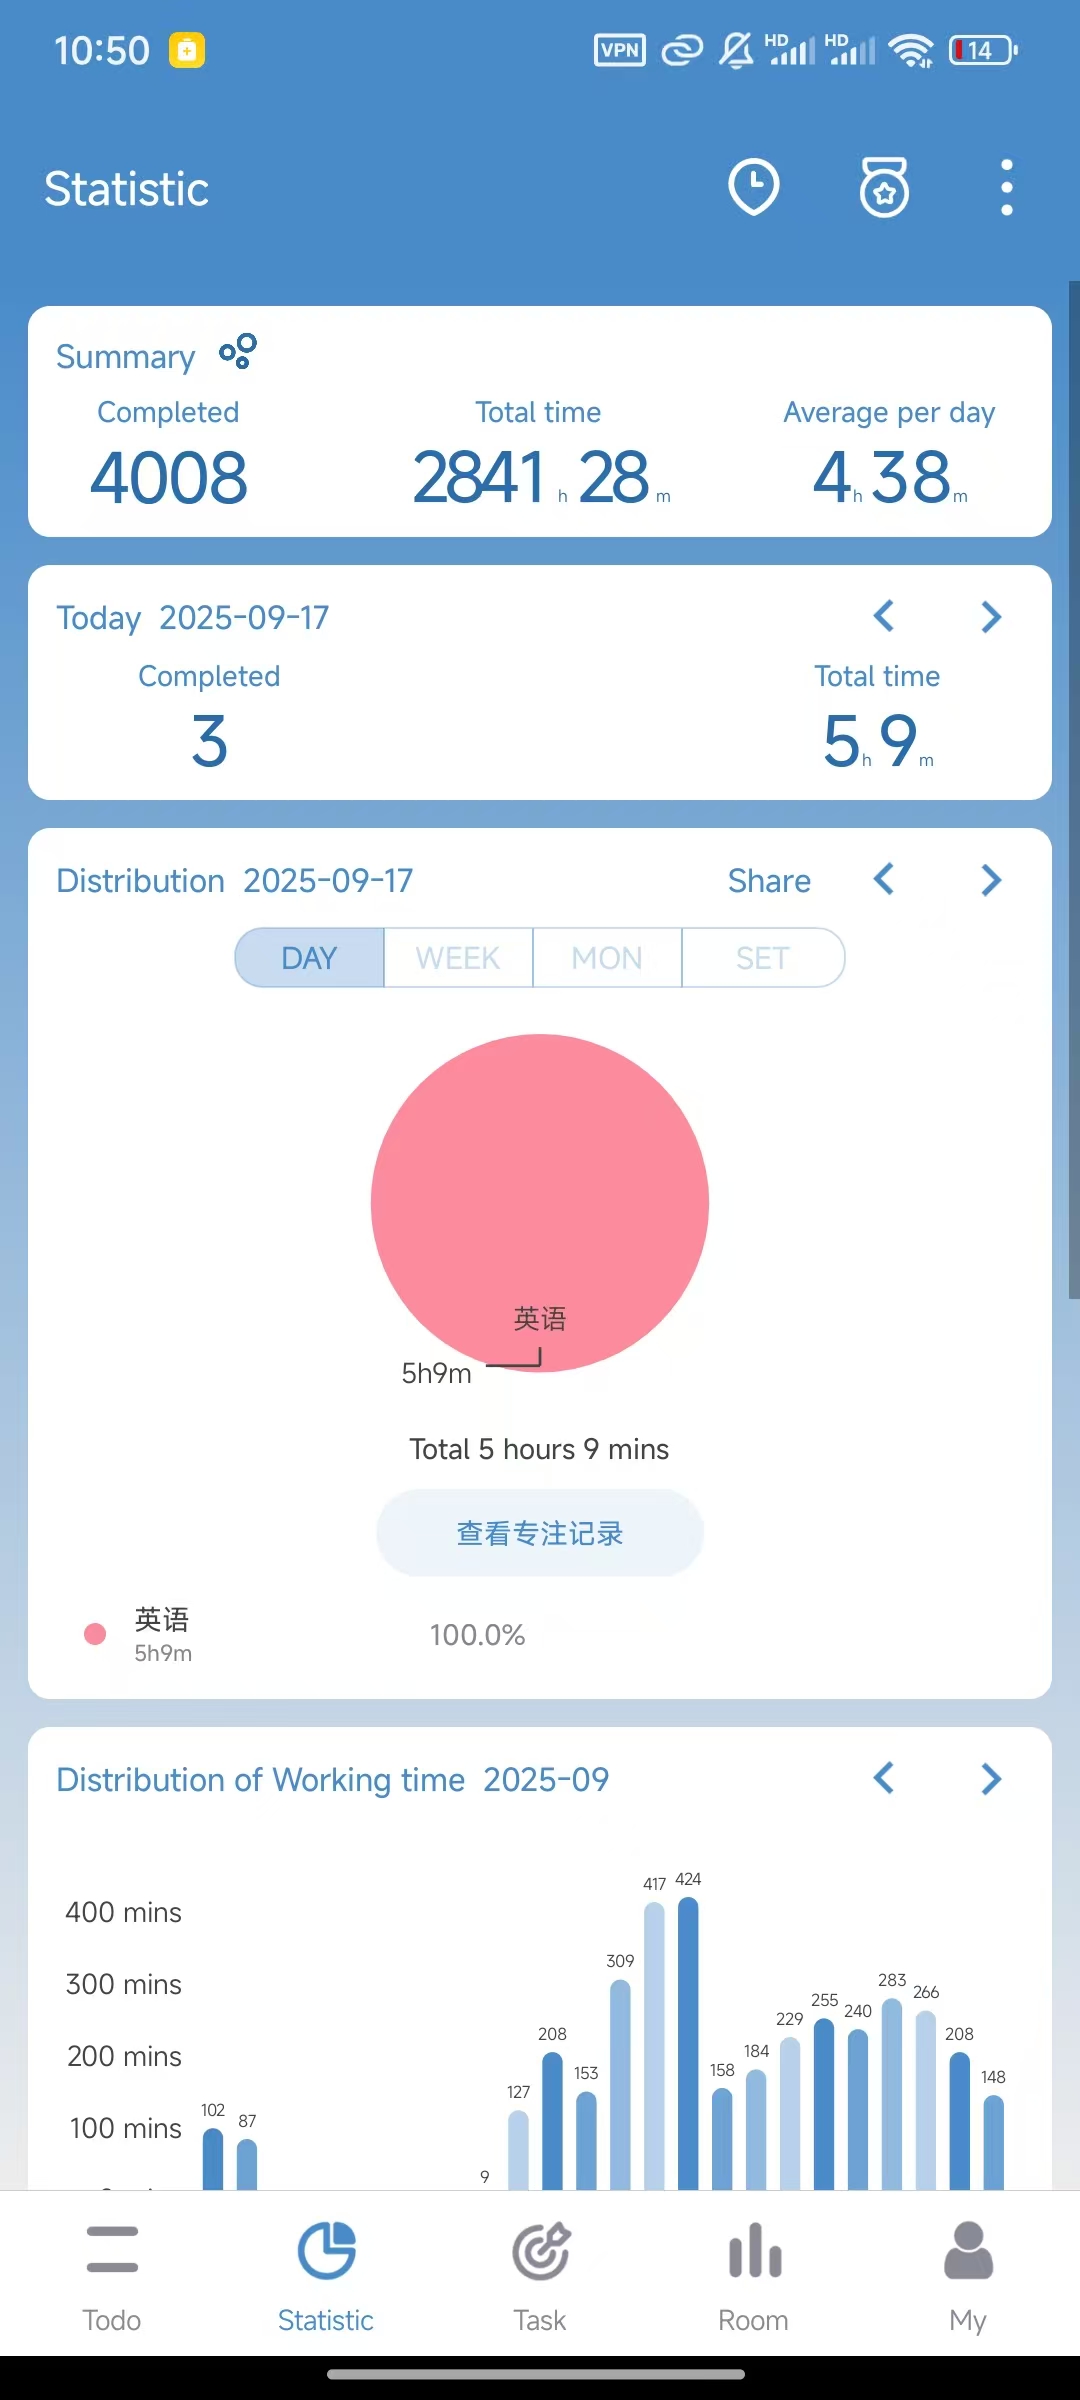 10:50 VPN HD HD 14
Statistic
Summary
Completed Total time Average per day
4008 2841 h 28 m 4 h 38 m
Today 2025-09-17
Completed Total time
3 5 h 9 m
Distribution 2025-09-17 Share
DAY WEEK MON SET
英语
5h9m
Total 5 hours 9 mins
查看专注记录
英语
5h9m
100.0%
Distribution of Working time 2025-09
400 mins
300 mins
200 mins
100 mins
102 87 9 127 208 153 309 417 424 158 184 229 255 240 283 266 208 148
Todo Statistic Task Room My